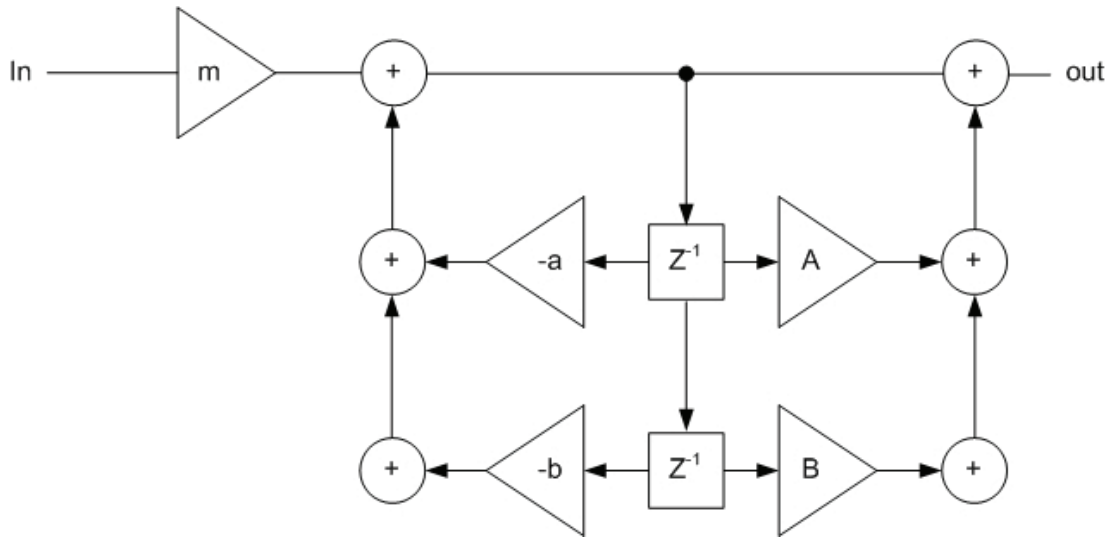 In m + + out
+ -a Z⁻¹ A +
+ -b Z⁻¹ B +